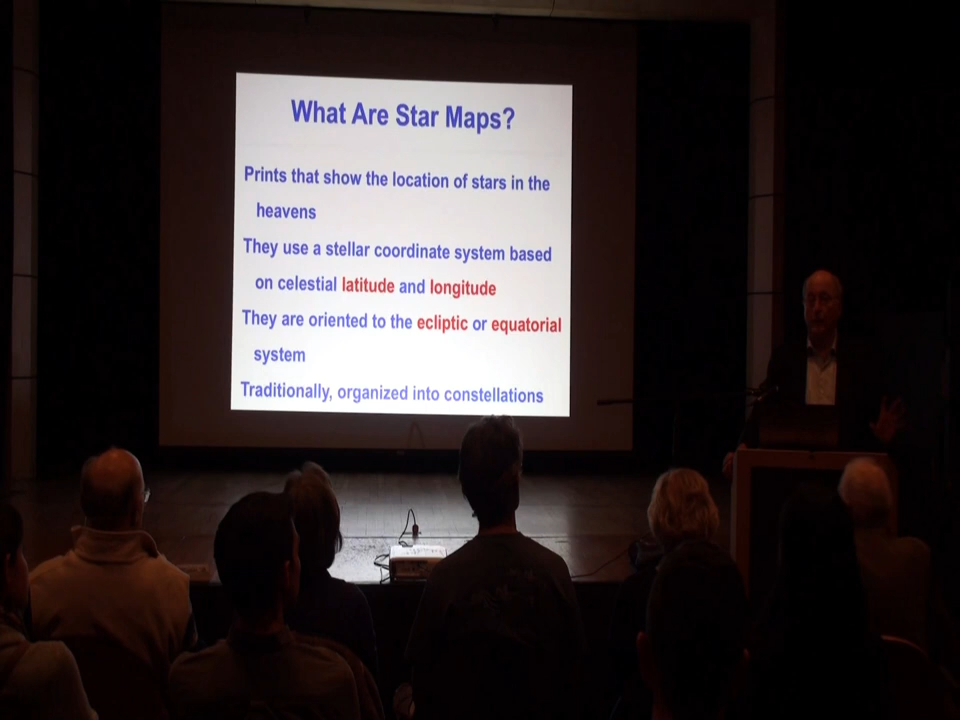 What Are Star Maps?
Prints that show the location of stars in the
heavens
They use a stellar coordinate system based
on celestial latitude and longitude
They are oriented to the ecliptic or equatorial
system
Traditionally, organized into constellations